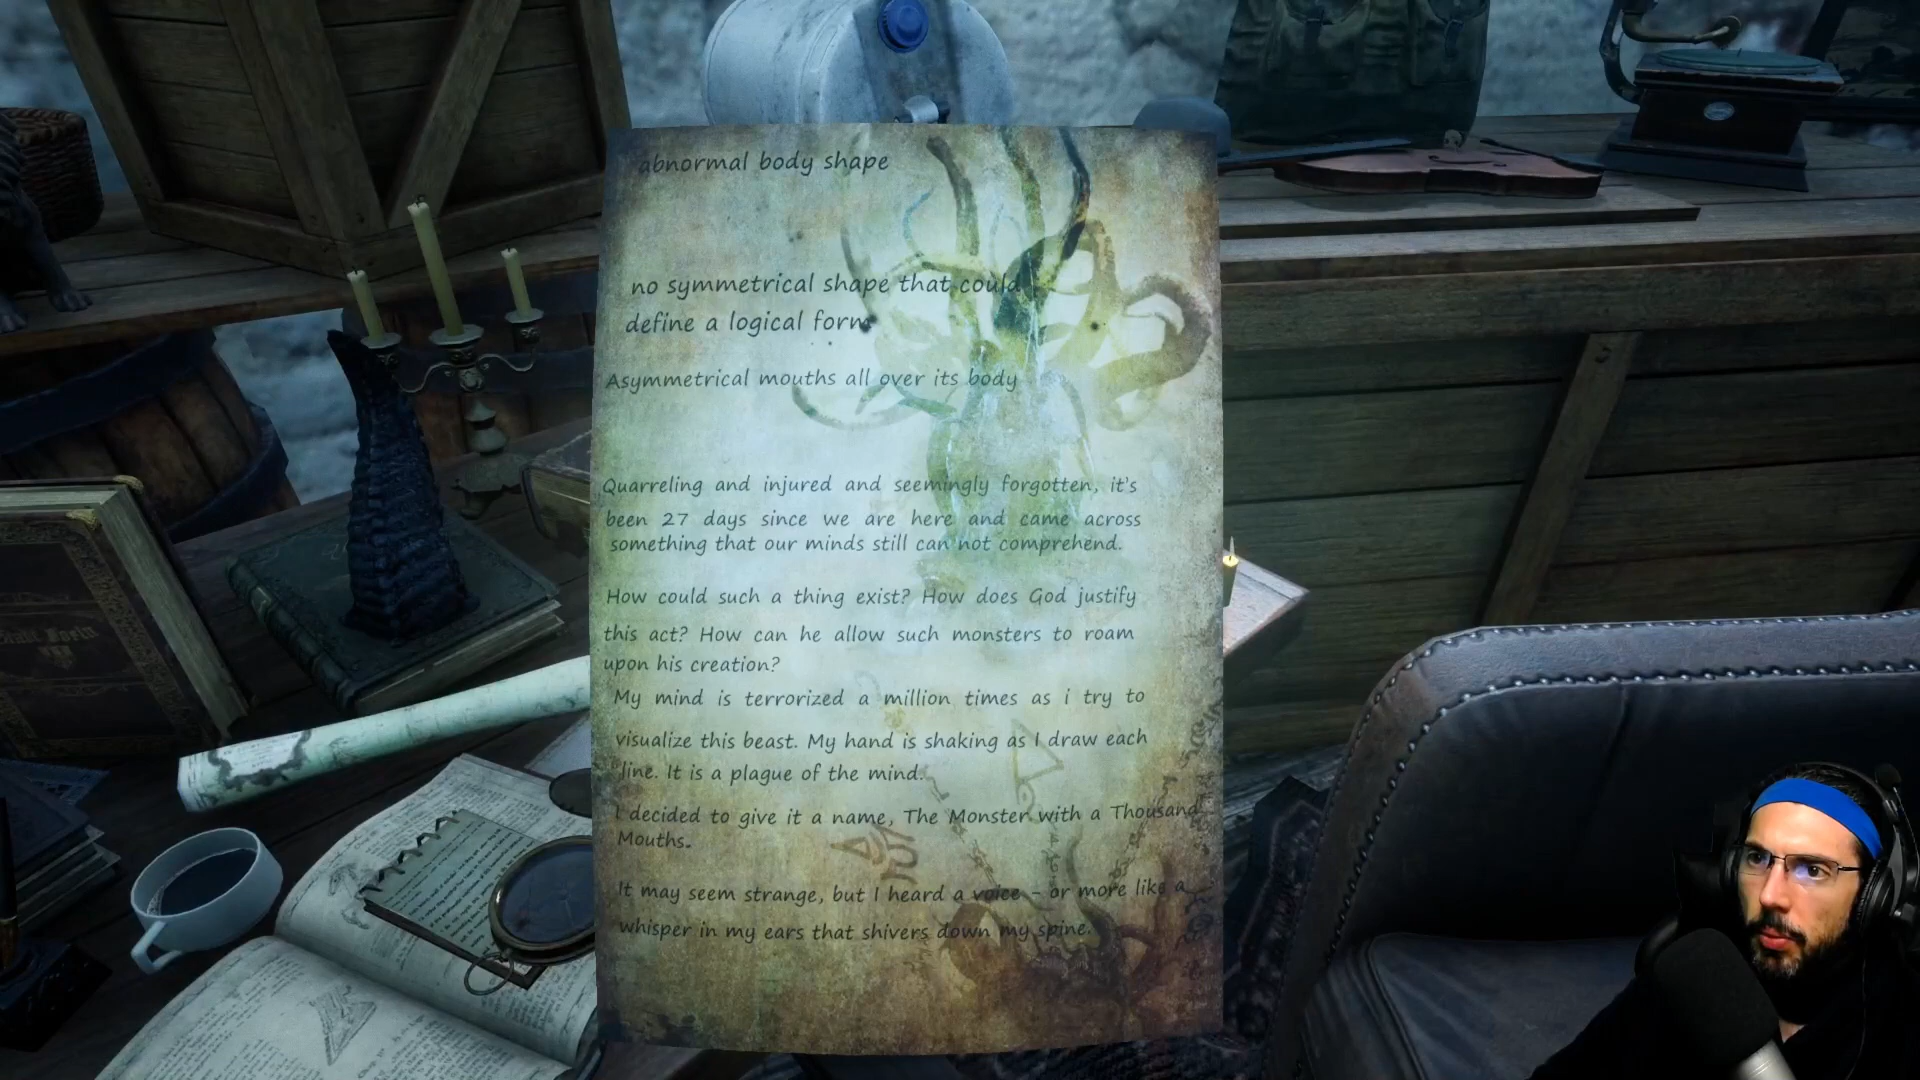 abnormal body shape
no symmetrical shape that could
define a logical form
Asymmetrical mouths all over its body
Quarreling and injured and seemingly forgotten, it's
been 27 days since we are here and came across
something that our minds still can not comprehend.
How could such a thing exist? How does God justify
this act? How can he allow such monsters to roam
upon his creation?
My mind is terrorized a million times as i try to
visualize this beast. My hand is shaking as I draw each
line. It is a plague of the mind.
I decided to give it a name, The Monster with a Thousand
Mouths.
It may seem strange, but I heard a voice - or more like a
whisper in my ears that shivers down my spine.